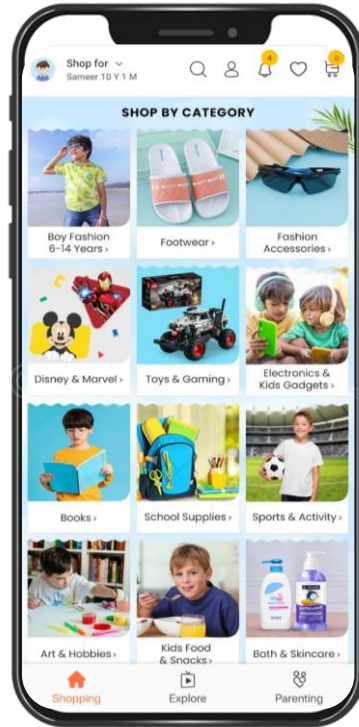 Shop for
Sameer 10 Y 1 M
4
0
SHOP BY CATEGORY
Boy Fashion
6-14 Years ›
Footwear ›
Fashion
Accessories ›
Disney & Marvel ›
Toys & Gaming ›
Electronics &
Kids Gadgets ›
Books ›
School Supplies ›
Sports & Activity ›
Art & Hobbies ›
Kids Food
& Snacks ›
Bath & Skincare ›
Shopping
Explore
Parenting